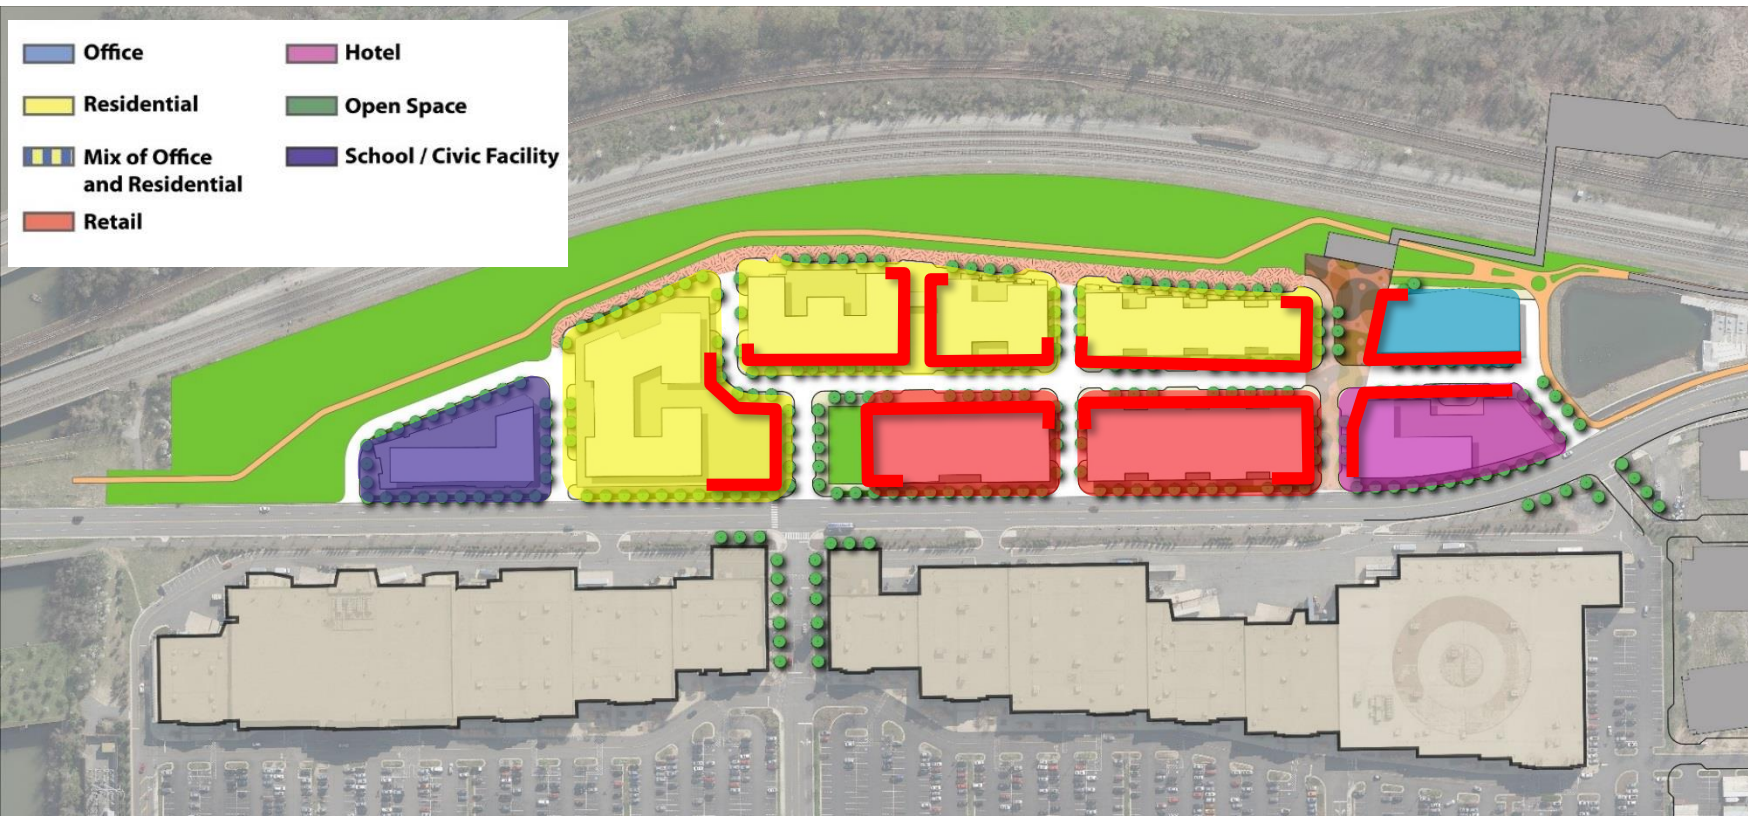 Office
Residential
Mix of Office
and Residential
Retail
Hotel
Open Space
School / Civic Facility